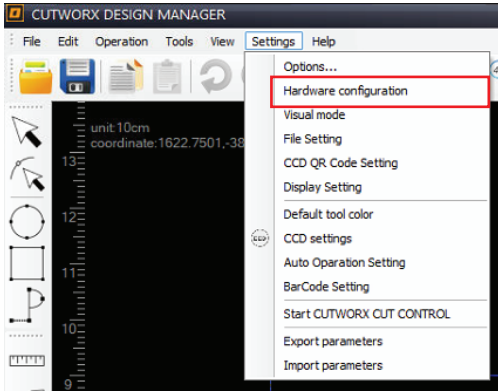 CUTWORX DESIGN MANAGER
File Edit Operation Tools View Settings Help
Options...
Hardware configuration
Visual mode
File Setting
CCD QR Code Setting
Display Setting
Default tool color
CCD settings
Auto Opararation Setting
BarCode Setting
Start CUTWORX CUT CONTROL
Export parameters
Import parameters
unit:10cm
coordinate:1622.7501,-38
13
12
11
10
9